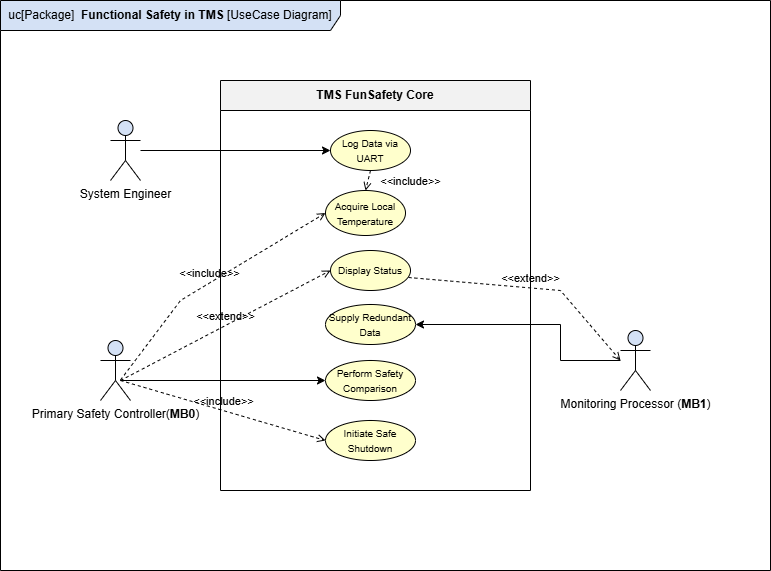 uc[Package] Functional Safety in TMS [UseCase Diagram]
TMS FunSafety Core
Log Data via
UART
System Engineer
<<include>>
Acquire Local
Temperature
<<include>>
Display Status
<<extend>>
<<extend>>
Supply Redundant
Data
Perform Safety
Comparison
Primary Safety Controller(MB0)
<<include>>
Monitoring Processor (MB1)
Initiate Safe
Shutdown